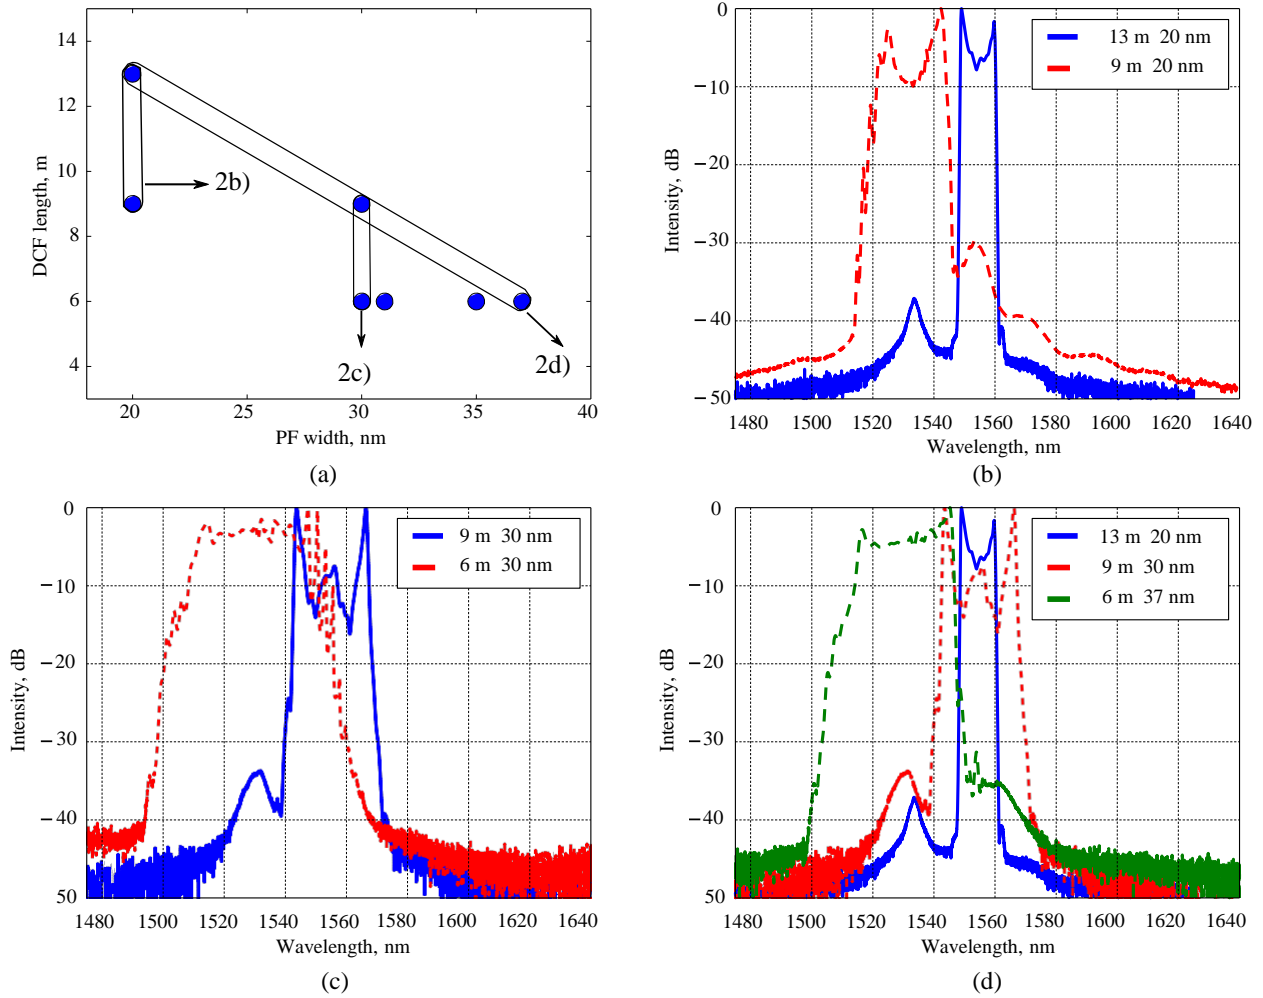 14
12
10
8
6
4
DCF length, m
2b)
2c)
2d)
20
25
30
35
40
PF width, nm
(a)
0
−10
−20
−30
−40
−50
Intensity, dB
13 m 20 nm
9 m 20 nm
1480 1500 1520 1540 1560 1580 1600 1620 1640
Wavelength, nm
(b)
0
−10
−20
−30
−40
50
Intensity, dB
9 m 30 nm
6 m 30 nm
1480 1500 1520 1540 1560 1580 1600 1620 1640
Wavelength, nm
(c)
0
−10
−20
−30
−40
50
Intensity, dB
13 m 20 nm
9 m 30 nm
6 m 37 nm
1480 1500 1520 1540 1560 1580 1600 1620 1640
Wavelength, nm
(d)